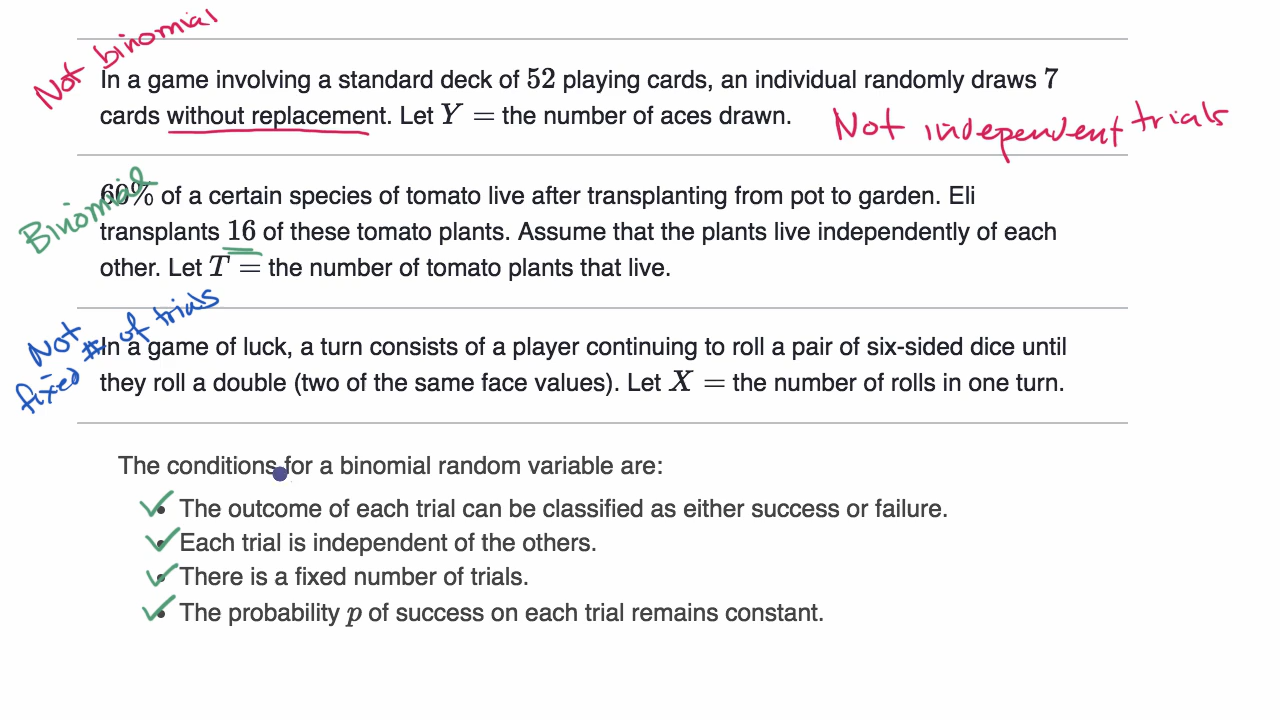 Not binomial
In a game involving a standard deck of 52 playing cards, an individual randomly draws 7
cards without replacement. Let Y = the number of aces drawn.
Not independent trials
Binomial
60% of a certain species of tomato live after transplanting from pot to garden. Eli
transplants 16 of these tomato plants. Assume that the plants live independently of each
other. Let T = the number of tomato plants that live.
Not
fixed # of trials
In a game of luck, a turn consists of a player continuing to roll a pair of six-sided dice until
they roll a double (two of the same face values). Let X = the number of rolls in one turn.
The conditions for a binomial random variable are:
• The outcome of each trial can be classified as either success or failure.
• Each trial is independent of the others.
• There is a fixed number of trials.
• The probability p of success on each trial remains constant.